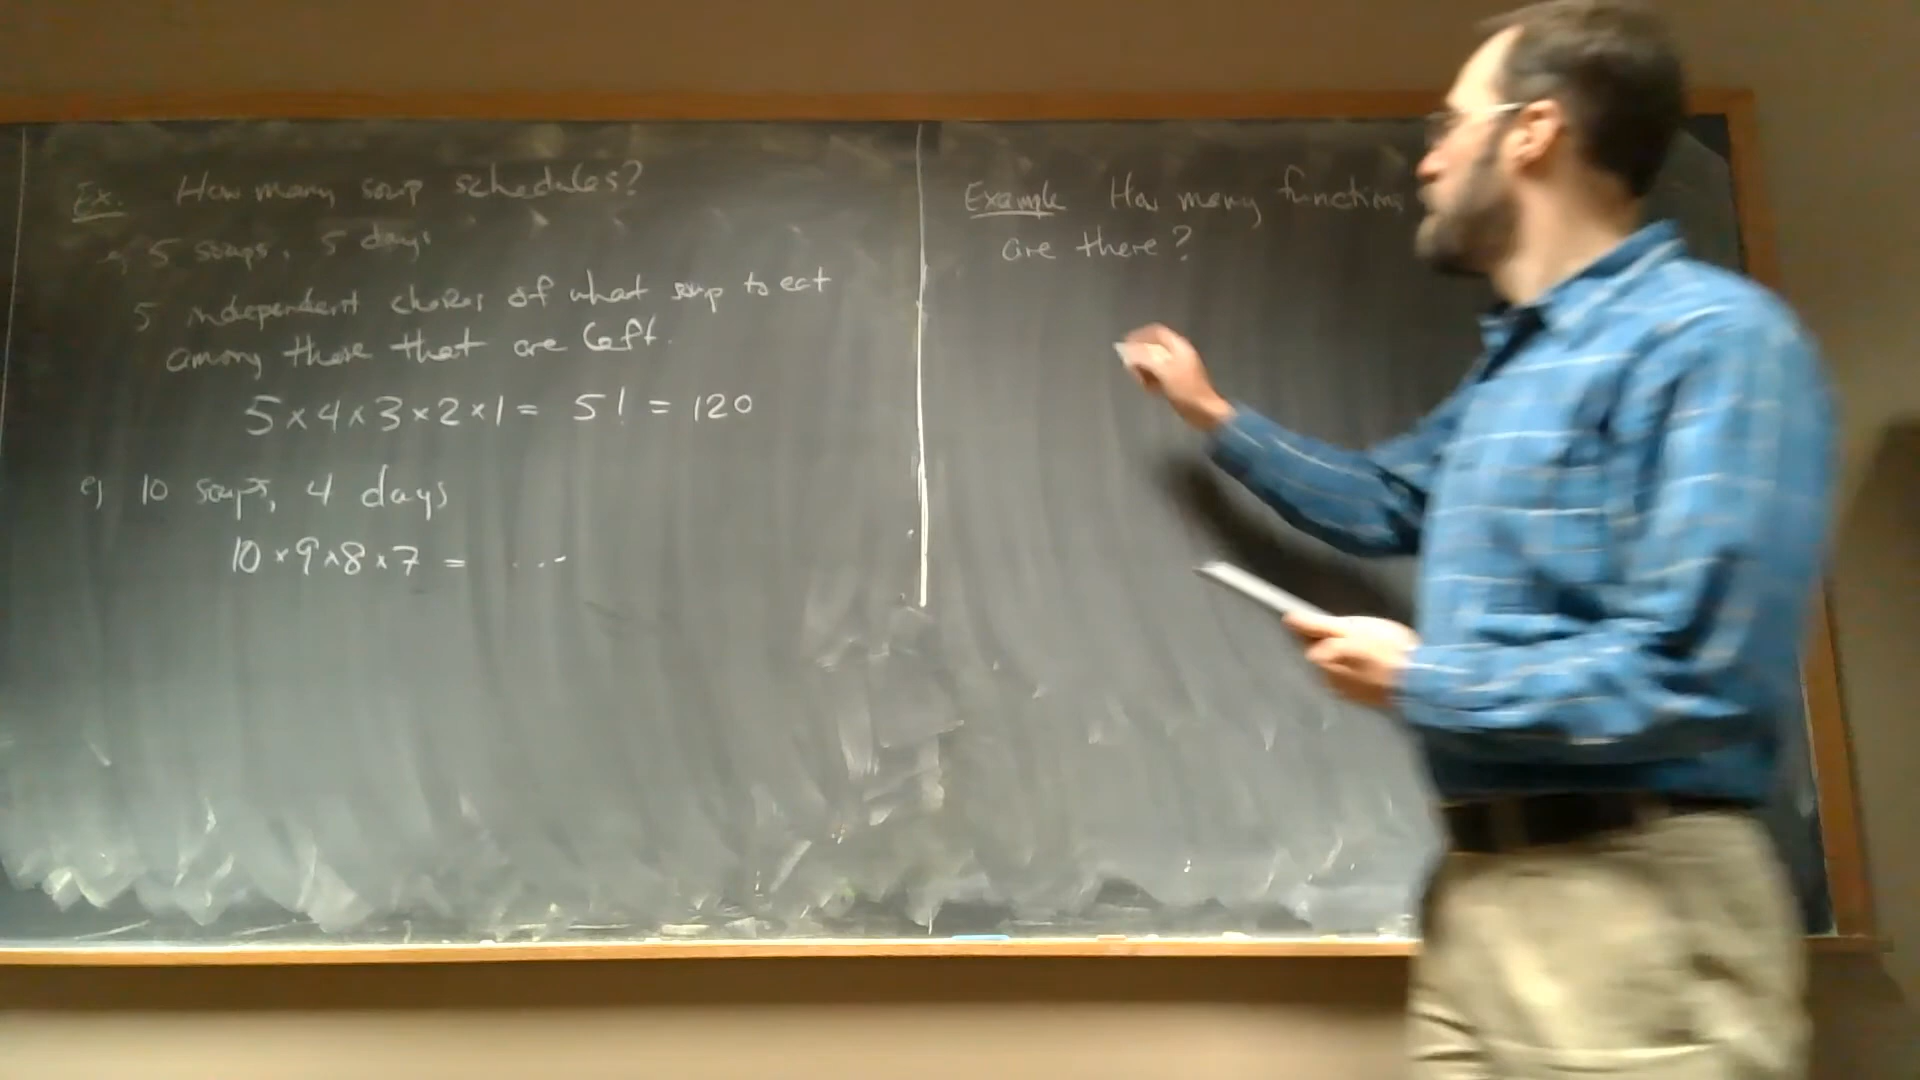 Ex. How many soup schedules?
eg 5 soups, 5 days
5 independent choices of what soup to eat
among those that are left.
5×4×3×2×1 = 5! = 120
eg 10 soups, 4 days
10×9×8×7 = ...
Example How many functions
are there?